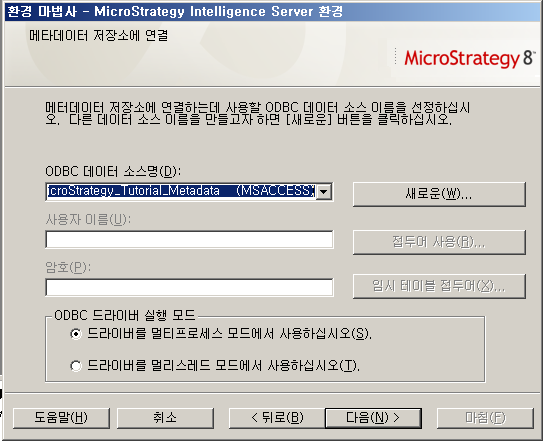 환경 마법사 - MicroStrategy Intelligence Server 환경
메타데이터 저장소에 연결
MicroStrategy 8™
메터데이터 저장소에 연결하는데 사용할 ODBC 데이터 소스 이름을 선정하십시
오. 다른 데이터 소스 이름을 만들고자 하면 [새로운] 버튼을 클릭하십시오.
ODBC 데이터 소스명(D):
icroStrategy_Tutorial_Metadata (MSACCESS)
새로운(W)...
사용자 이름(U):
접두어 사용(R)...
암호(P):
임시 테이블 접두어(X)...
ODBC 드라이버 실행 모드
드라이버를 멀티프로세스 모드에서 사용하십시오(S).
드라이버를 멀리스레드 모드에서 사용하십시오(T).
도움말(H) 취소 < 뒤로(B) 다음(N) > 마침(F)